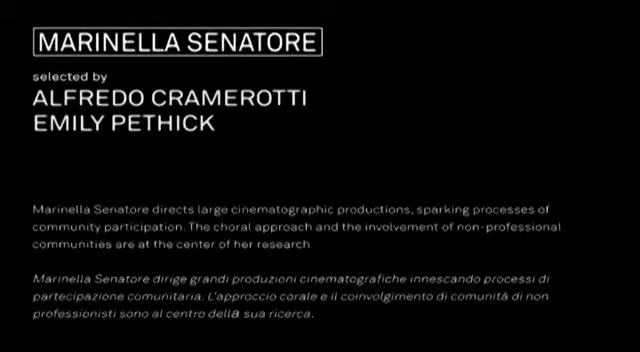 MARINELLA SENATORE
selected by
ALFREDO CRAMEROTTI
EMILY PETHICK
Marinella Senatore directs large cinematographic productions, sparking processes of
community participation. The choral approach and the involvement of non-professional
communities are at the center of her research.
Marinella Senatore dirige grandi produzioni cinematografiche innescando processi di
partecipazione comunitaria. L'approccio corale e il coinvolgimento di comunità di non
professionisti sono al centro della sua ricerca.